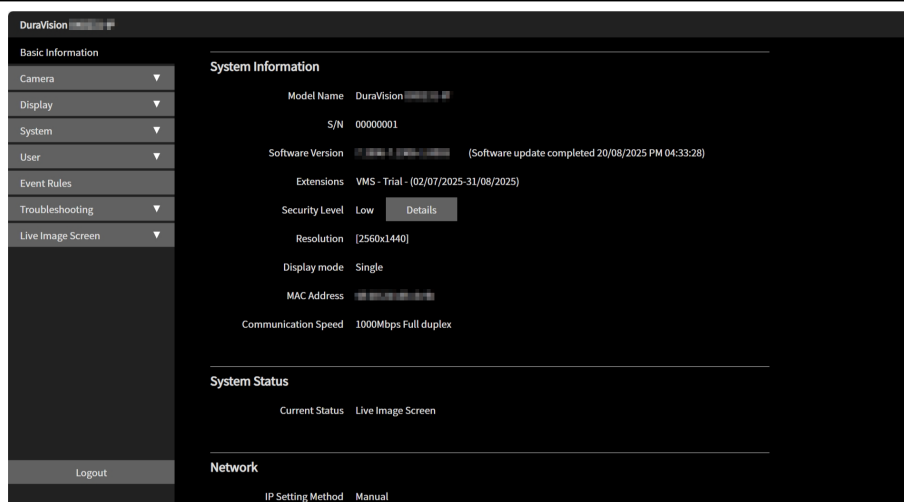 DuraVision
Basic Information
Camera ▼
Display ▼
System ▼
User ▼
Event Rules
Troubleshooting ▼
Live Image Screen ▼
Logout
System Information
Model Name DuraVision
S/N 00000001
Software Version (Software update completed 20/08/2025 PM 04:33:28)
Extensions VMS - Trial - (02/07/2025-31/08/2025)
Security Level Low Details
Resolution [2560x1440]
Display mode Single
MAC Address
Communication Speed 1000Mbps Full duplex
System Status
Current Status Live Image Screen
Network
IP Setting Method Manual